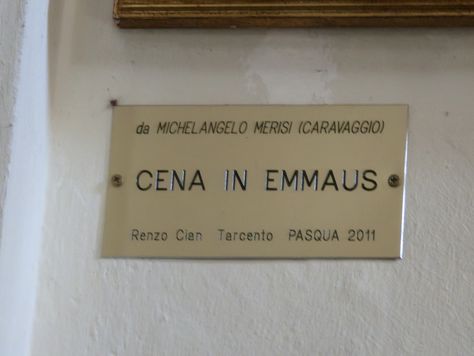 da MICHELANGELO MERISI (CARAVAGGIO)
CENA IN EMMAUS
Renzo Cian Tarcento PASQUA 2011